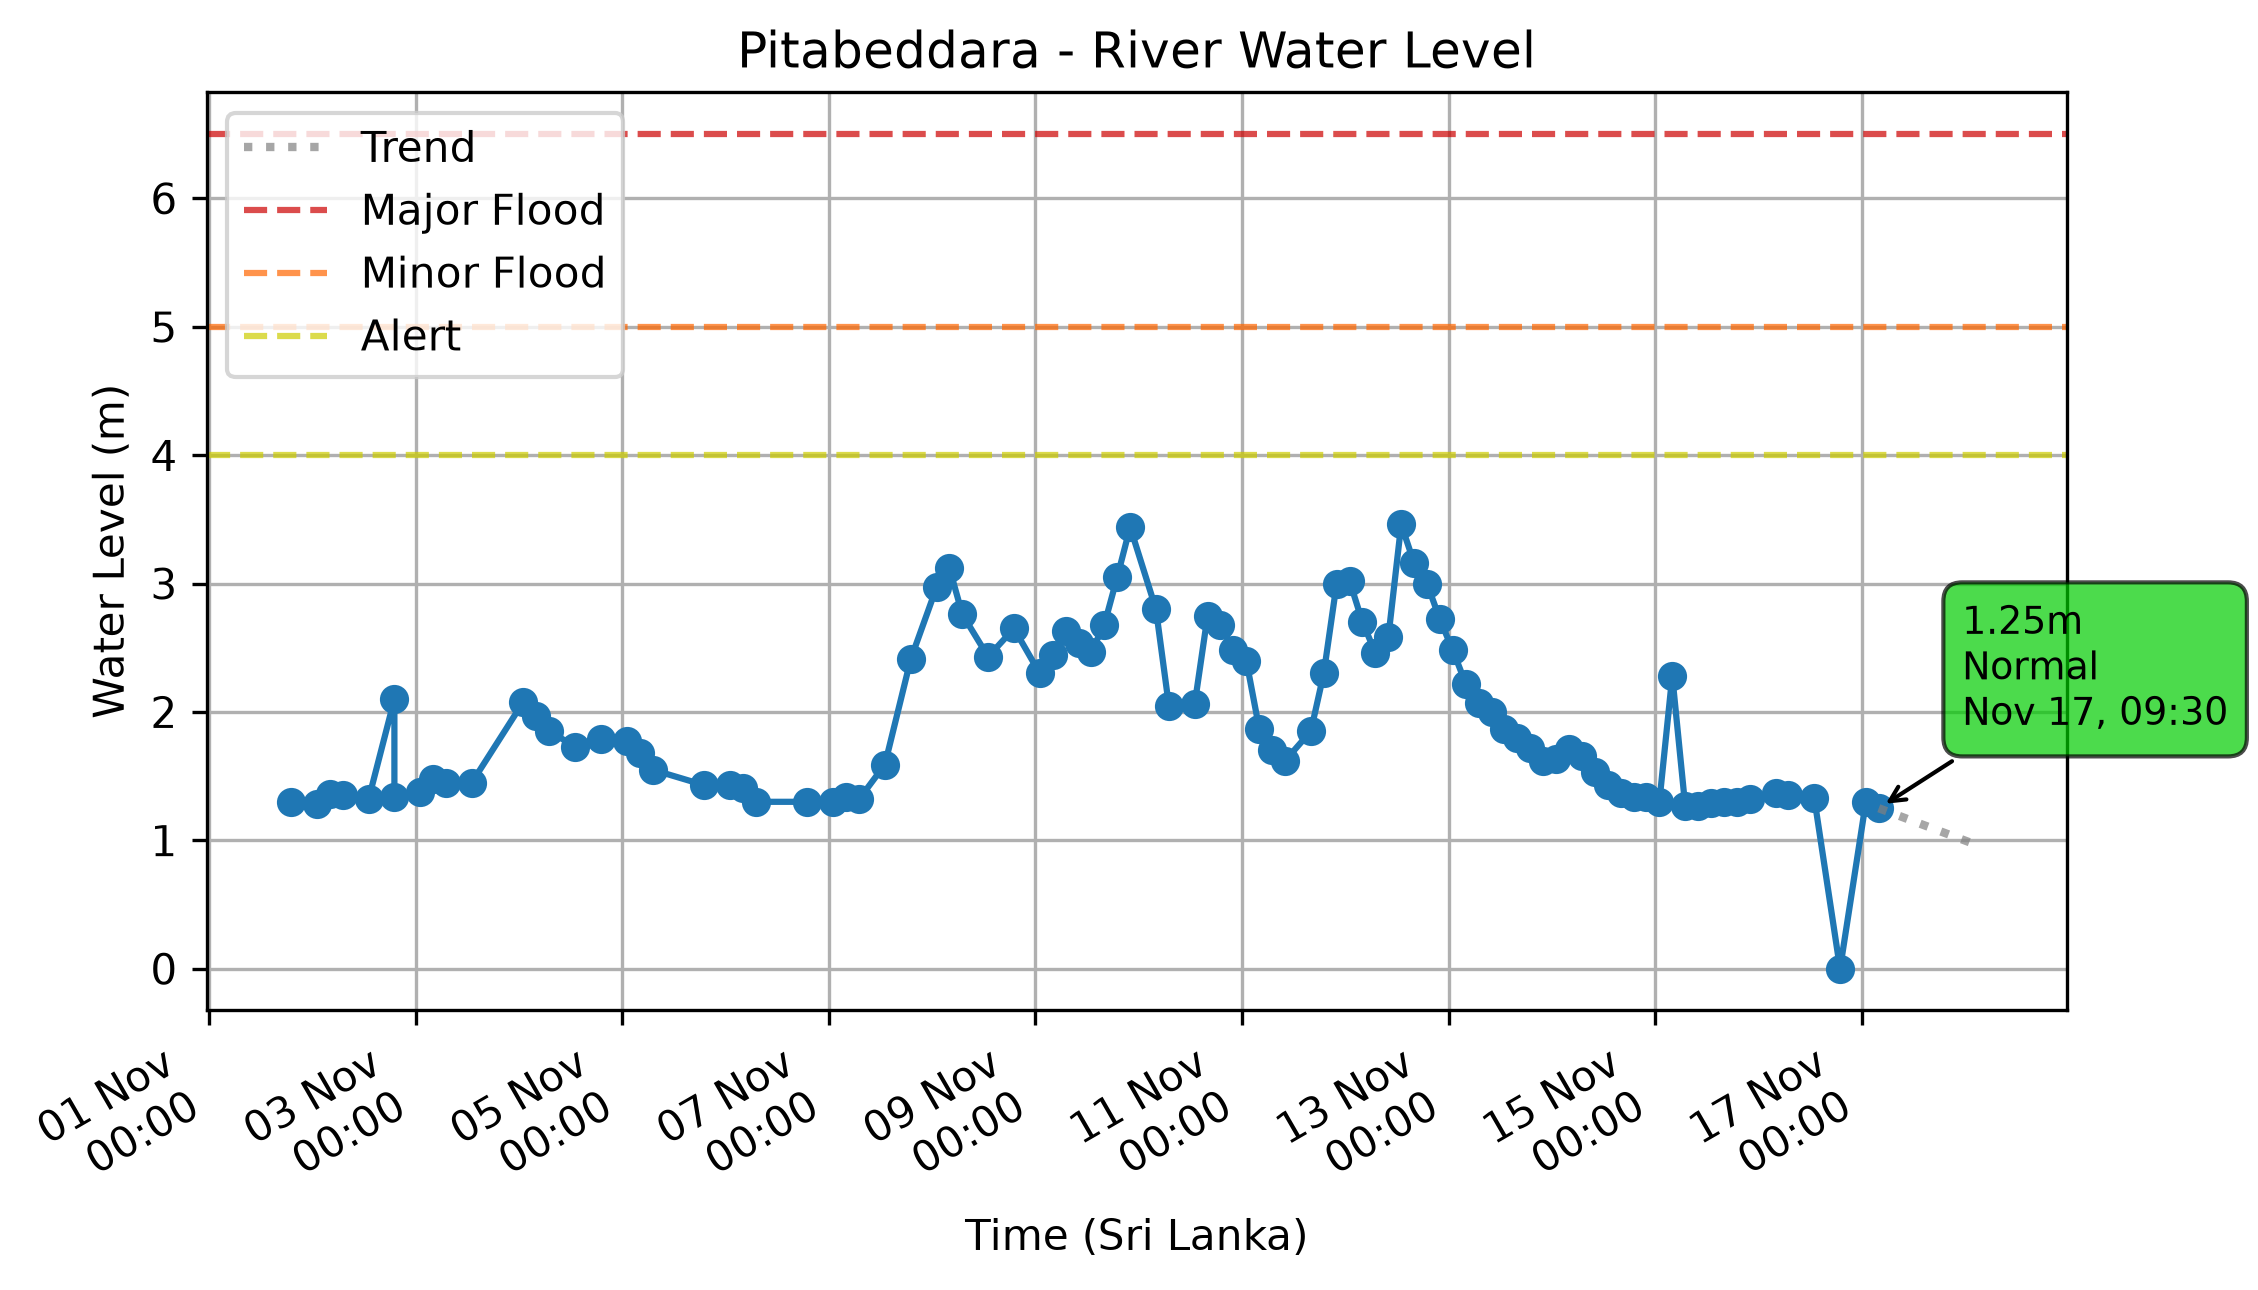 Pitabeddara - River Water Level
Trend
Major Flood
Minor Flood
Alert
Water Level (m)
6
5
4
3
2
1
0
1.25m
Normal
Nov 17, 09:30
01 Nov
00:00
03 Nov
00:00
05 Nov
00:00
07 Nov
00:00
09 Nov
00:00
11 Nov
00:00
13 Nov
00:00
15 Nov
00:00
17 Nov
00:00
Time (Sri Lanka)